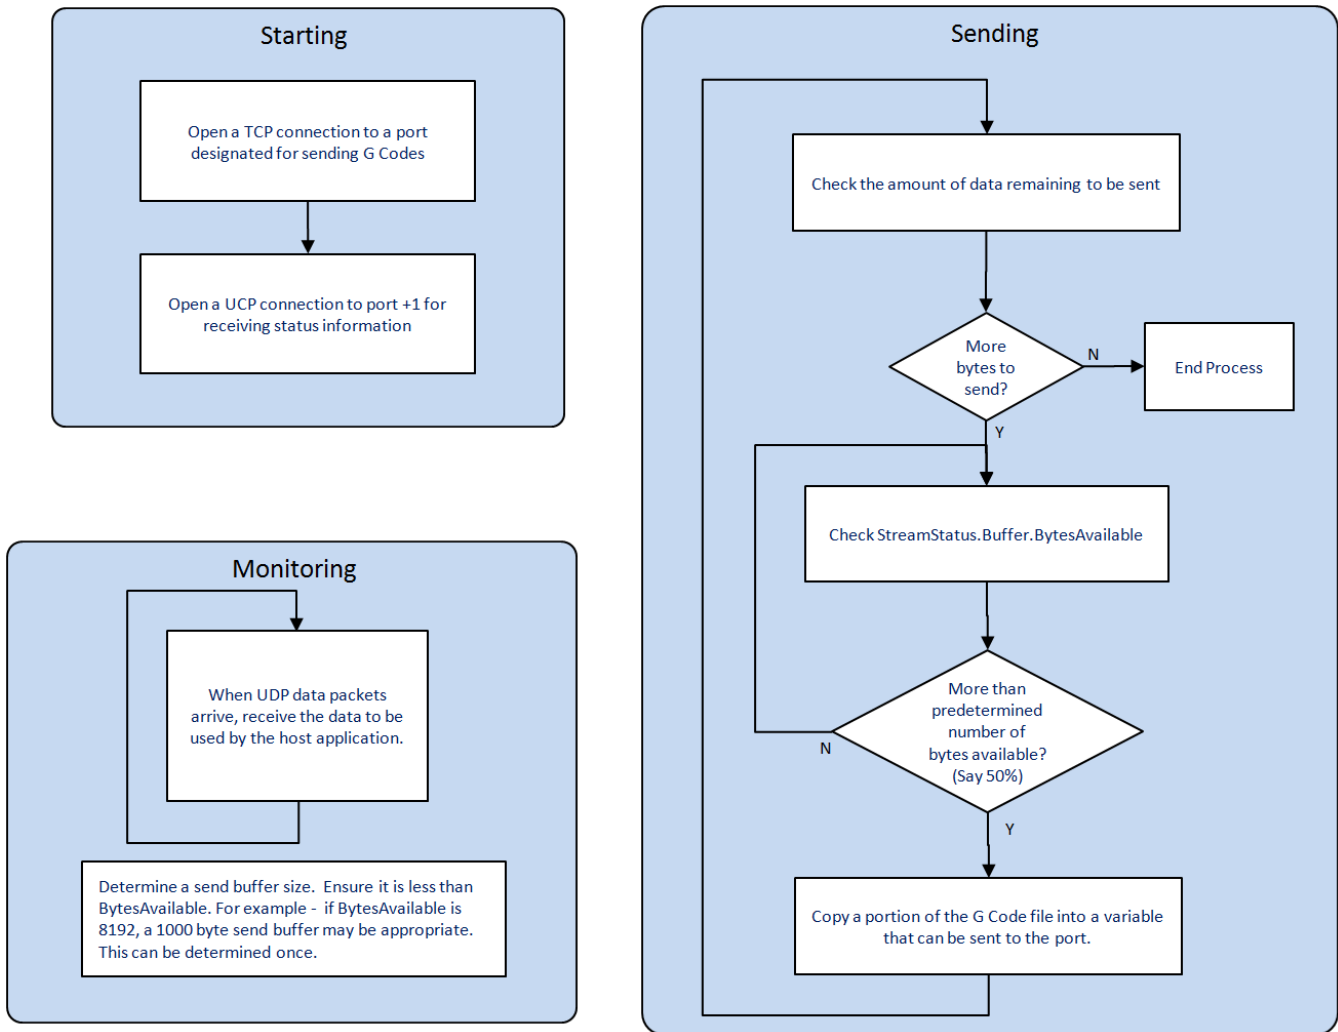 Starting
Open a TCP connection to a port
designated for sending G Codes
Open a UCP connection to port +1 for
receiving status information
Monitoring
When UDP data packets
arrive, receive the data to be
used by the host application.
Determine a send buffer size.  Ensure it is less than
BytesAvailable. For example -  if BytesAvailable is
8192, a 1000 byte send buffer may be appropriate.
This can be determined once.
Sending
Check the amount of data remaining to be sent
More
bytes to
send?
N
End Process
Y
Check StreamStatus.Buffer.BytesAvailable
More than
predetermined
number of
bytes available?
(Say 50%)
N
Y
Copy a portion of the G Code file into a variable
that can be sent to the port.